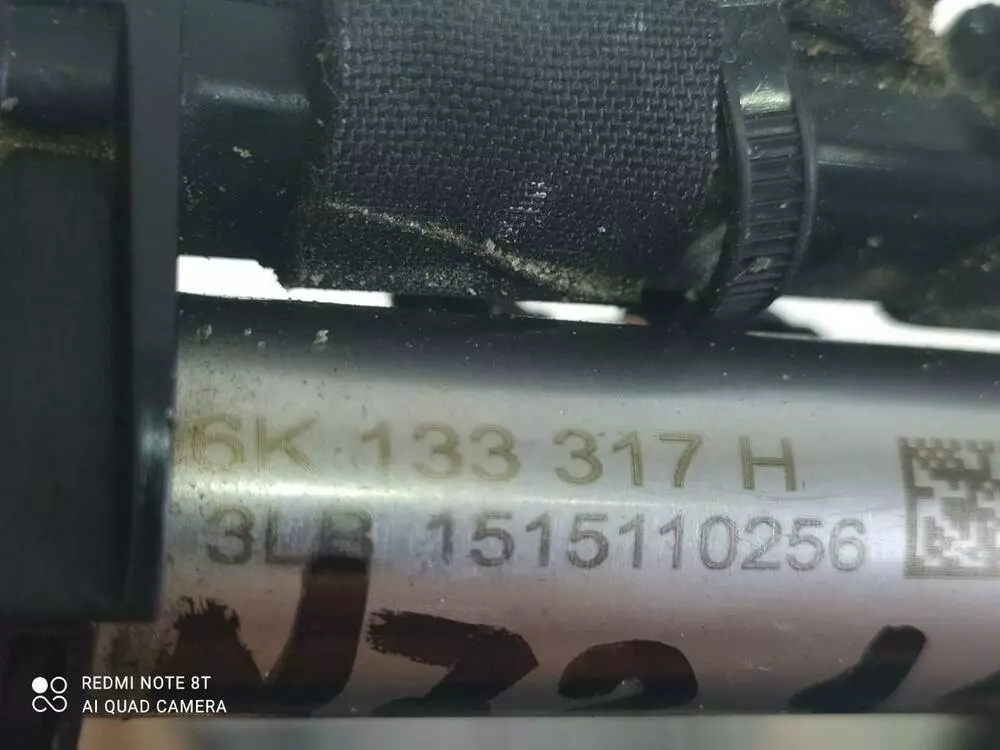 6K 133 317 H
3LB 1515110256
REDMI NOTE 8T
AI QUAD CAMERA